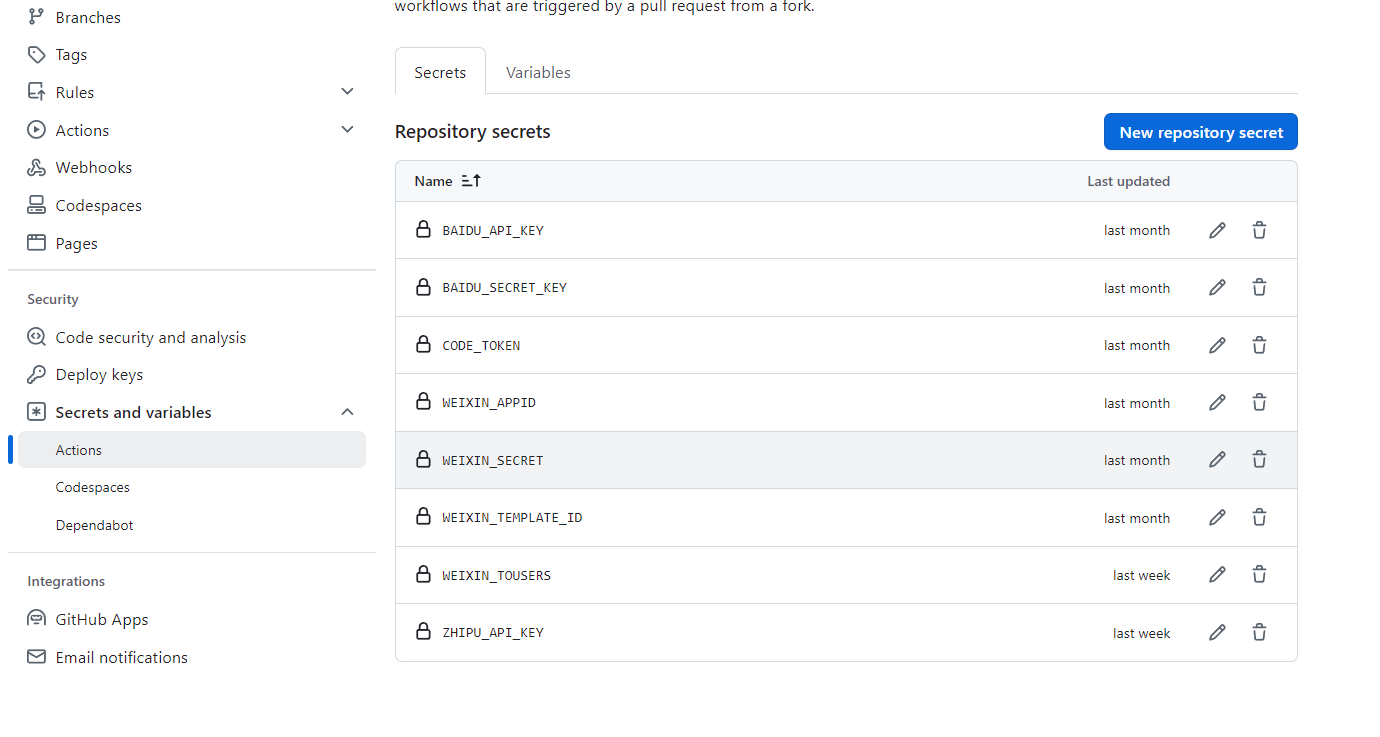 workflows that are triggered by a pull request from a fork.
Branches
Tags
Rules
Actions
Webhooks
Codespaces
Pages
Security
Code security and analysis
Deploy keys
Secrets and variables
Actions
Codespaces
Dependabot
Integrations
GitHub Apps
Email notifications
Secrets Variables
Repository secrets New repository secret
Name Last updated
BAIDU_API_KEY last month
BAIDU_SECRET_KEY last month
CODE_TOKEN last month
WEIXIN_APPID last month
WEIXIN_SECRET last month
WEIXIN_TEMPLATE_ID last month
WEIXIN_TOUSERS last week
ZHIPU_API_KEY last week